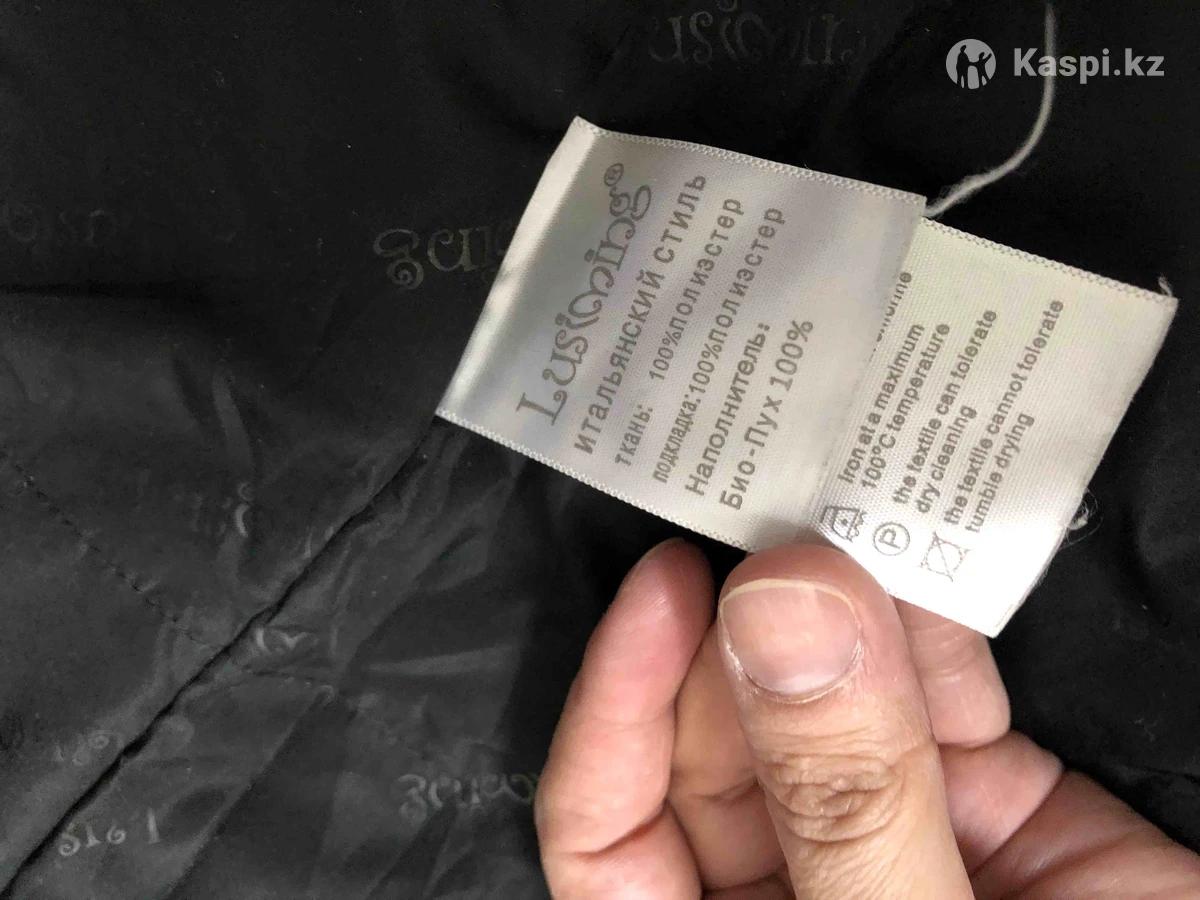 Kaspi.kz
Lusiming®
итальянский стиль
ткань: 100%полиэстер
подкладка:100%полиэстер
Наполнитель:
Био-Пух 100%
Iron at a maximum
100°C temperature
the textile can tolerate
dry cleaning
the textile cannot tolerate
tumble drying
P